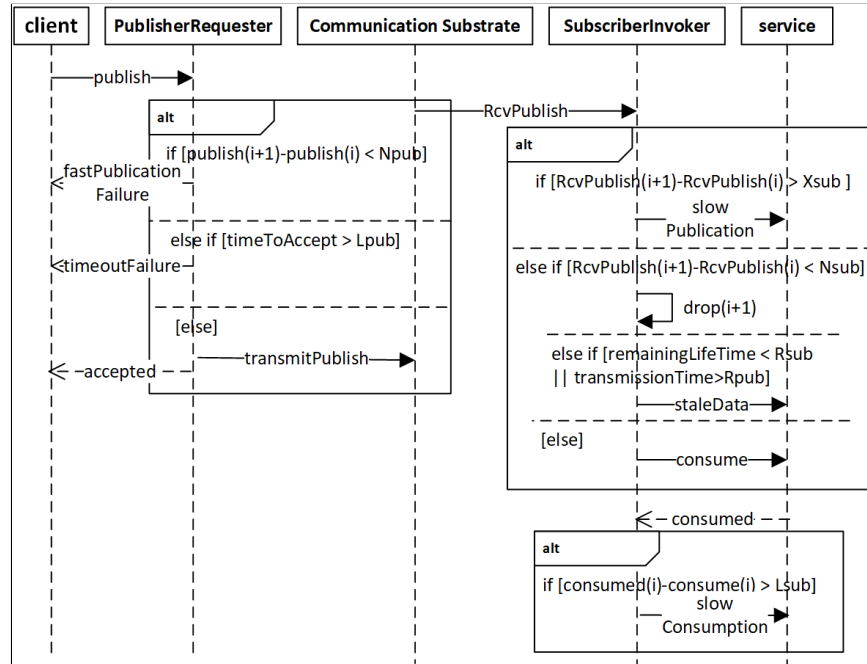 client
PublisherRequester
Communication Substrate
SubscriberInvoker
service
publish
alt
if [publish(i+1)-publish(i) < Npub]
fastPublication
Failure
else if [timeToAccept > Lpub]
timeoutFailure
[else]
transmitPublish
accepted
RcvPublish
alt
if [RcvPublish(i+1)-RcvPublish(i) > Xsub ]
slow
Publication
else if [RcvPublish(i+1)-RcvPublish(i) < Nsub]
drop(i+1)
else if [remainingLifeTime < Rsub
|| transmissionTime>Rpub]
staleData
[else]
consume
consumed
alt
if [consumed(i)-consume(i) > Lsub]
slow
Consumption